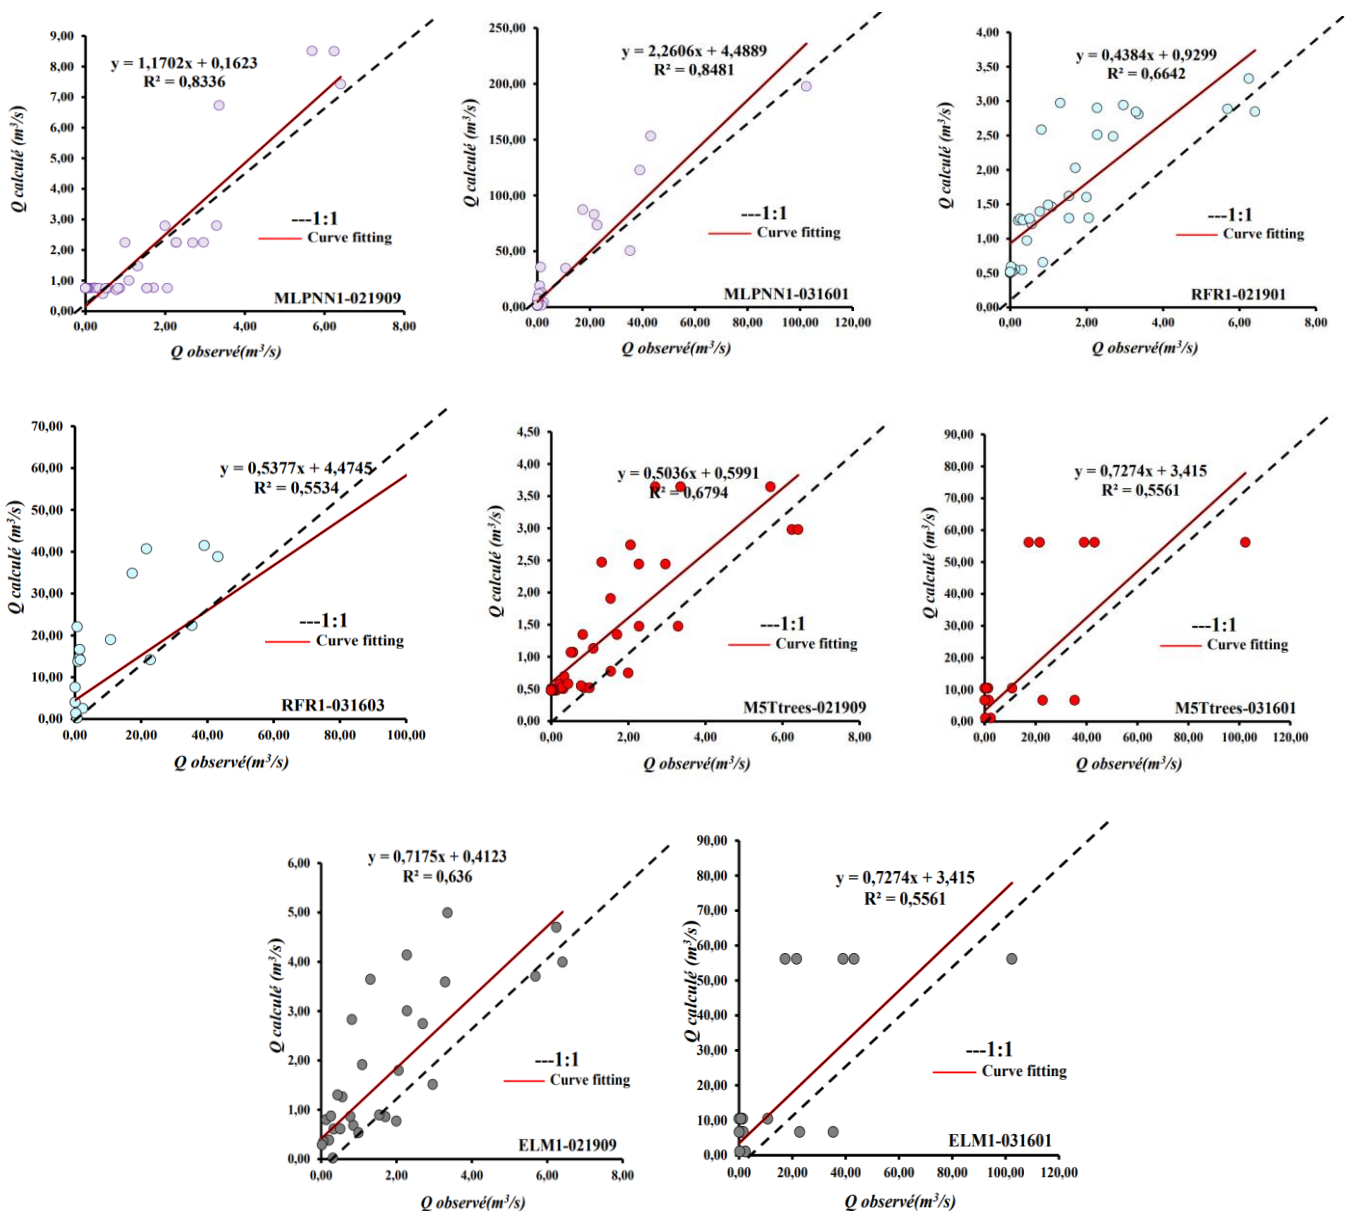 y = 1,1702x + 0,1623
R² = 0,8336
Q calculé (m³/s)
9,00
8,00
7,00
6,00
5,00
4,00
3,00
2,00
1,00
0,00
---1:1
Curve fitting
MLPNN1-021909
0,00 2,00 4,00 6,00 8,00
Q observé(m³/s)
y = 2,2606x + 4,4889
R² = 0,8481
Q calculé (m³/s)
250,00
200,00
150,00
100,00
50,00
0,00
---1:1
Curve fitting
MLPNN1-031601
0,00 20,00 40,00 60,00 80,00 100,00 120,00
Q observé(m³/s)
y = 0,4384x + 0,9299
R² = 0,6642
Q calculé (m³/s)
4,00
3,50
3,00
2,50
2,00
1,50
1,00
0,50
0,00
---1:1
Curve fitting
RFR1-021901
0,00 2,00 4,00 6,00 8,00
Q observé(m³/s)
y = 0,5377x + 4,4745
R² = 0,5534
Q calculé (m³/s)
70,00
60,00
50,00
40,00
30,00
20,00
10,00
0,00
---1:1
Curve fitting
RFR1-031603
0,00 20,00 40,00 60,00 80,00 100,00
Q observé(m³/s)
y = 0,5036x + 0,5991
R² = 0,6794
Q calculé (m³/s)
4,50
4,00
3,50
3,00
2,50
2,00
1,50
1,00
0,50
0,00
---1:1
Curve fitting
M5Ttrees-021909
0,00 2,00 4,00 6,00 8,00
Q observé(m³/s)
y = 0,7274x + 3,415
R² = 0,5561
Q calculé (m³/s)
90,00
80,00
70,00
60,00
50,00
40,00
30,00
20,00
10,00
0,00
---1:1
Curve fitting
M5Ttrees-031601
0,00 20,00 40,00 60,00 80,00 100,00 120,00
Q observé(m³/s)
y = 0,7175x + 0,4123
R² = 0,636
Q calculé (m³/s)
6,00
5,00
4,00
3,00
2,00
1,00
0,00
---1:1
Curve fitting
ELM1-021909
0,00 2,00 4,00 6,00 8,00
Q observé(m³/s)
y = 0,7274x + 3,415
R² = 0,5561
Q calculé (m³/s)
90,00
80,00
70,00
60,00
50,00
40,00
30,00
20,00
10,00
0,00
---1:1
Curve fitting
ELM1-031601
0,00 20,00 40,00 60,00 80,00 100,00 120,00
Q observé(m³/s)